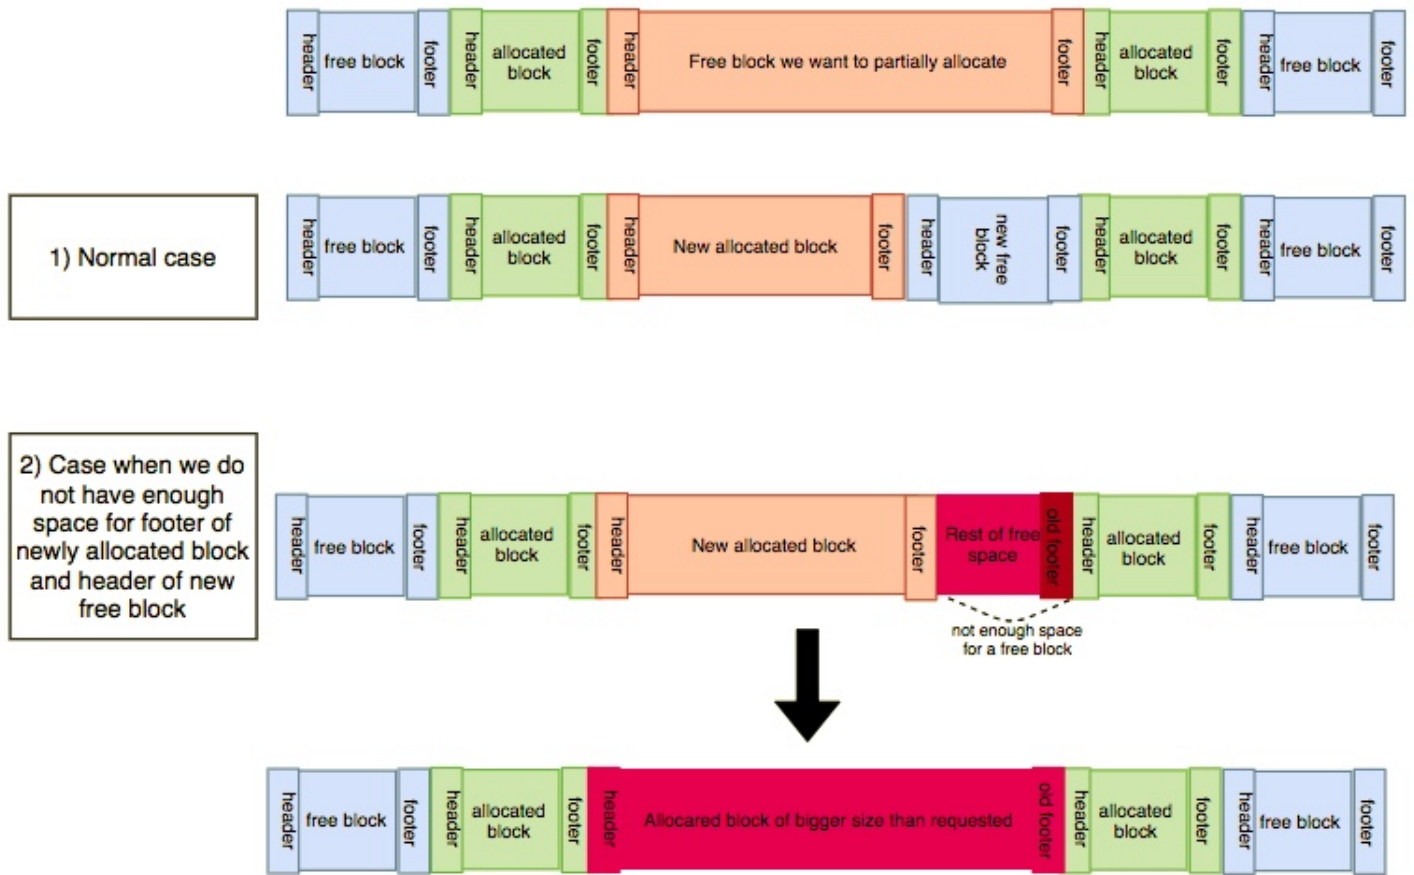 header free block footer header allocated block footer header Free block we want to partially allocate footer header allocated block footer header free block footer
1) Normal case
header free block footer header allocated block footer header New allocated block footer header new free block footer header allocated block footer header free block footer
2) Case when we do
not have enough
space for footer of
newly allocated block
and header of new
free block
header free block footer header allocated block footer header New allocated block footer Rest of free space old footer header allocated block footer header free block footer
not enough space
for a free block
header free block footer header allocated block footer header Allocared block of bigger size than requested old footer header allocated block footer header free block footer